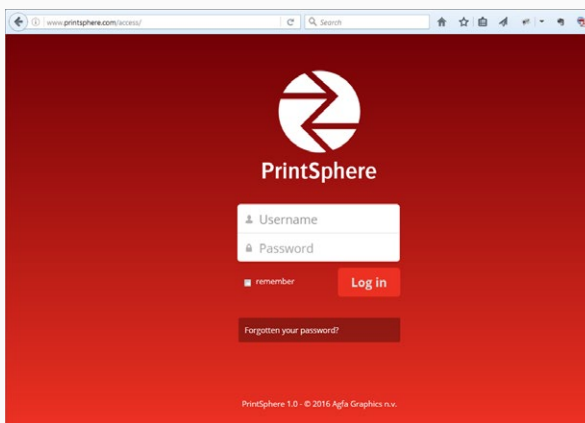 www.printsphere.com/access/
Search
PrintSphere
Username
Password
remember
Log in
Forgotten your password?
PrintSphere 1.0 - © 2016 Agfa Graphics n.v.